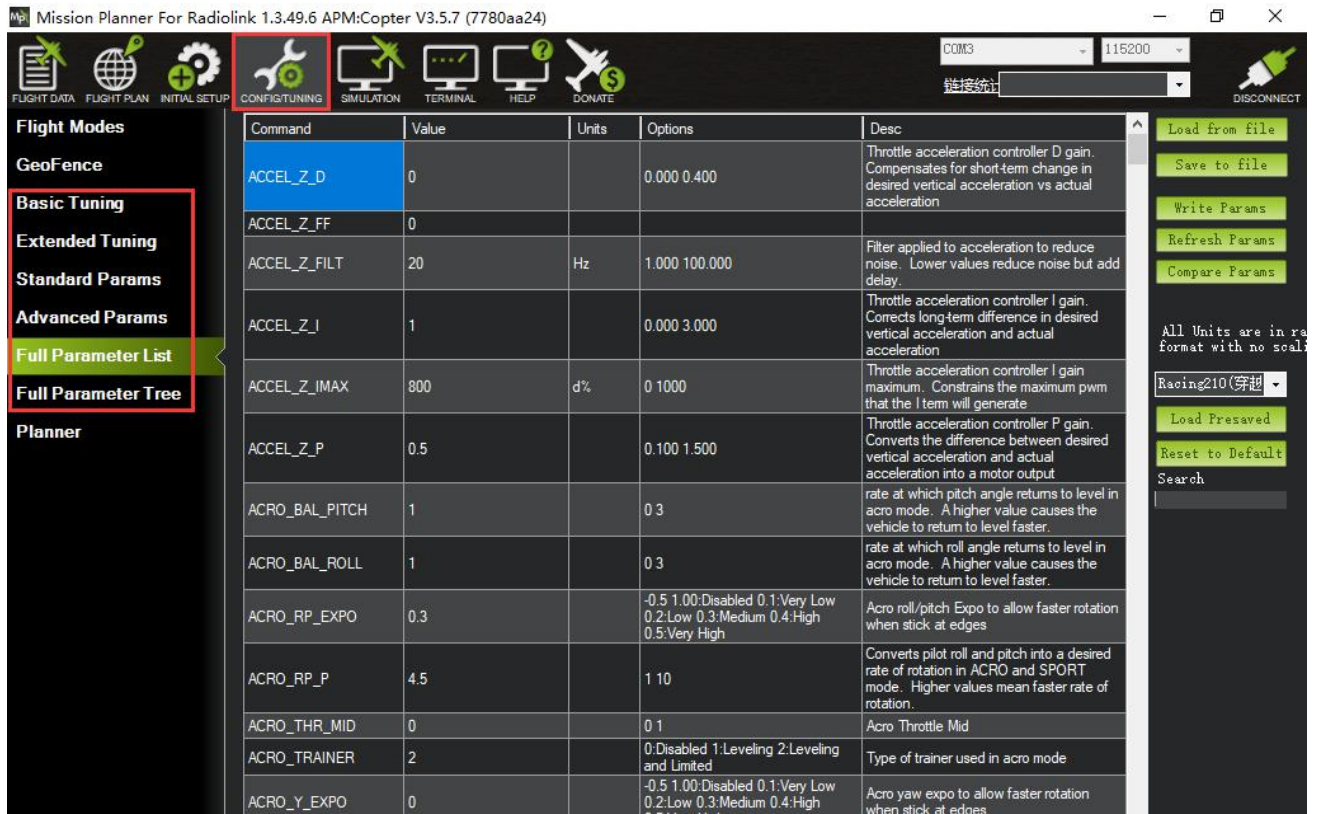 Mission Planner For Radiolink 1.3.49.6 APM:Copter V3.5.7 (7780aa24)
FLIGHT DATA FLIGHT PLAN INITIAL SETUP CONFIG/TUNING SIMULATION TERMINAL HELP DONATE
COM3 115200
链接统计
DISCONNECT
Flight Modes
GeoFence
Basic Tuning
Extended Tuning
Standard Params
Advanced Params
Full Parameter List
Full Parameter Tree
Planner
Command Value Units Options Desc
ACCEL_Z_D 0 0.000 0.400 Throttle acceleration controller D gain.
Compensates for short-term change in
desired vertical acceleration vs actual
acceleration
ACCEL_Z_FF 0
ACCEL_Z_FILT 20 Hz 1.000 100.000 Filter applied to acceleration to reduce
noise. Lower values reduce noise but add
delay.
ACCEL_Z_I 1 0.000 3.000 Throttle acceleration controller I gain.
Corrects long-term difference in desired
vertical acceleration and actual
acceleration
ACCEL_Z_IMAX 800 d% 0 1000 Throttle acceleration controller I gain
maximum. Constrains the maximum pwm
that the I term will generate
ACCEL_Z_P 0.5 0.100 1.500 Throttle acceleration controller P gain.
Converts the difference between desired
vertical acceleration and actual
acceleration into a motor output
ACRO_BAL_PITCH 1 0 3 rate at which pitch angle returns to level in
acro mode. A higher value causes the
vehicle to return to level faster.
ACRO_BAL_ROLL 1 0 3 rate at which roll angle returns to level in
acro mode. A higher value causes the
vehicle to return to level faster.
ACRO_RP_EXPO 0.3 -0.5 1.00:Disabled 0.1:Very Low
0.2:Low 0.3:Medium 0.4:High
0.5:Very High
Acro roll/pitch Expo to allow faster rotation
when stick at edges
ACRO_RP_P 4.5 1 10 Converts pilot roll and pitch into a desired
rate of rotation in ACRO and SPORT
mode. Higher values mean faster rate of
rotation.
ACRO_THR_MID 0 0 1 Acro Throttle Mid
ACRO_TRAINER 2 0:Disabled 1:Leveling 2:Leveling
and Limited
Type of trainer used in acro mode
ACRO_Y_EXPO 0 -0.5 1.00:Disabled 0.1:Very Low
0.2:Low 0.3:Medium 0.4:High
Acro yaw expo to allow faster rotation
when stick at edges
Load from file
Save to file
Write Params
Refresh Params
Compare Params
All Units are in ra
format with no scali
Racing210(穿越
Load Presaved
Reset to Default
Search